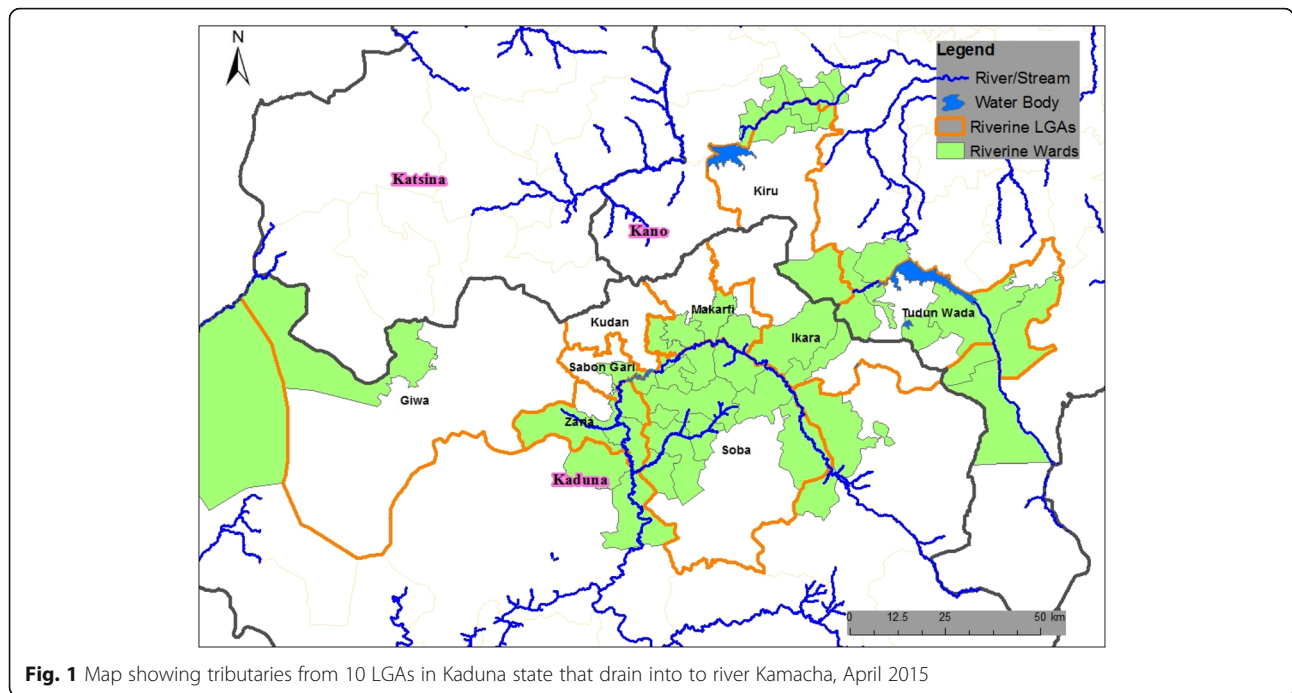 N
Legend
River/Stream
Water Body
Riverine LGAs
Riverine Wards
Katsina
Kiru
Kano
Makarfi
Tudun Wada
Kudan
Ikara
Sabon Gari
Giwa
Zaria
Soba
Kaduna
0 12.5 25 50 km
Fig. 1 Map showing tributaries from 10 LGAs in Kaduna state that drain into to river Kamacha, April 2015